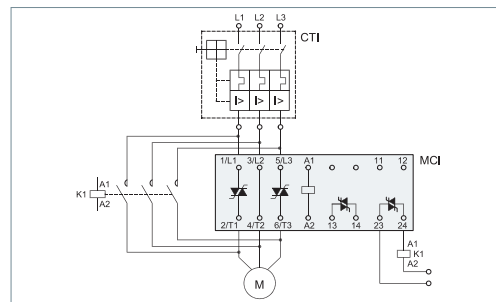 L1 L2 L3
CTI
I> I> I>
1/L1 3/L2 5/L3 A1 11 12 MCI
A1
K1
A2
2/T1 4/T2 6/T3 A2 13 14 23 24
A1
K1
A2
M